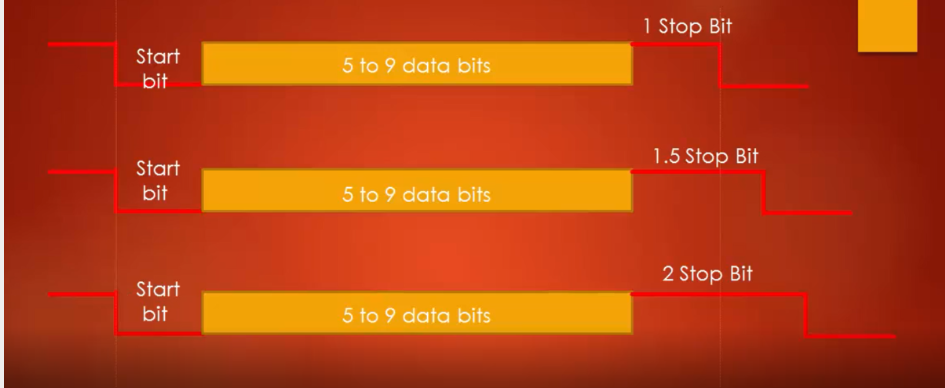 1 Stop Bit
Start
bit
5 to 9 data bits
1.5 Stop Bit
Start
bit
5 to 9 data bits
2 Stop Bit
Start
bit
5 to 9 data bits